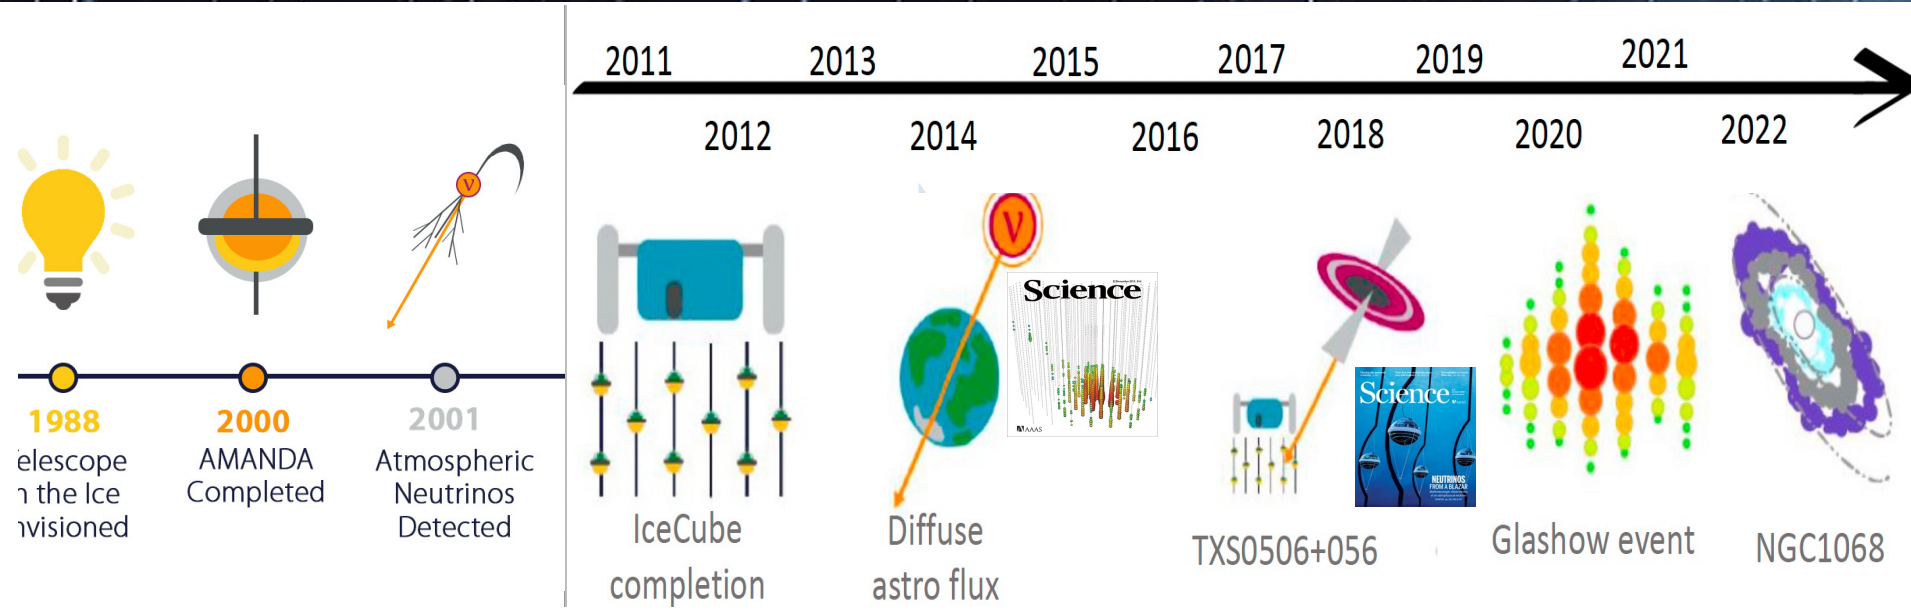 2011
2013
2015
2017
2019
2021
2012
2014
2016
2018
2020
2022
1988
elescope
n the Ice
nvisioned
2000
AMANDA
Completed
2001
Atmospheric
Neutrinos
Detected
V
IceCube
completion
V
Diffuse
astro flux
Science
AAAS
TXS0506+056
Science
NEUTRINOS
FROM A BLAZAR
Glashow event
NGC1068